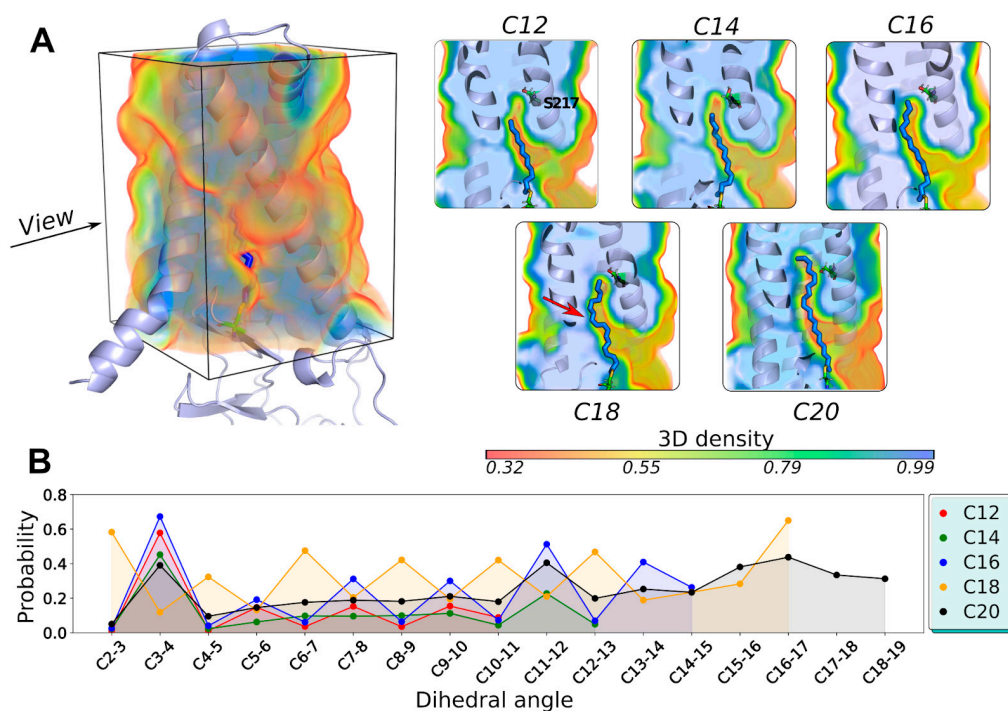 A
View
C12
C14
C16
S217
C18
C20
3D density
0.32 0.55 0.79 0.99
B
Probability
0.8
0.6
0.4
0.2
0.0
C2-3 C3-4 C4-5 C5-6 C6-7 C7-8 C8-9 C9-10 C10-11 C11-12 C12-13 C13-14 C14-15 C15-16 C16-17 C17-18 C18-19
Dihedral angle
C12
C14
C16
C18
C20